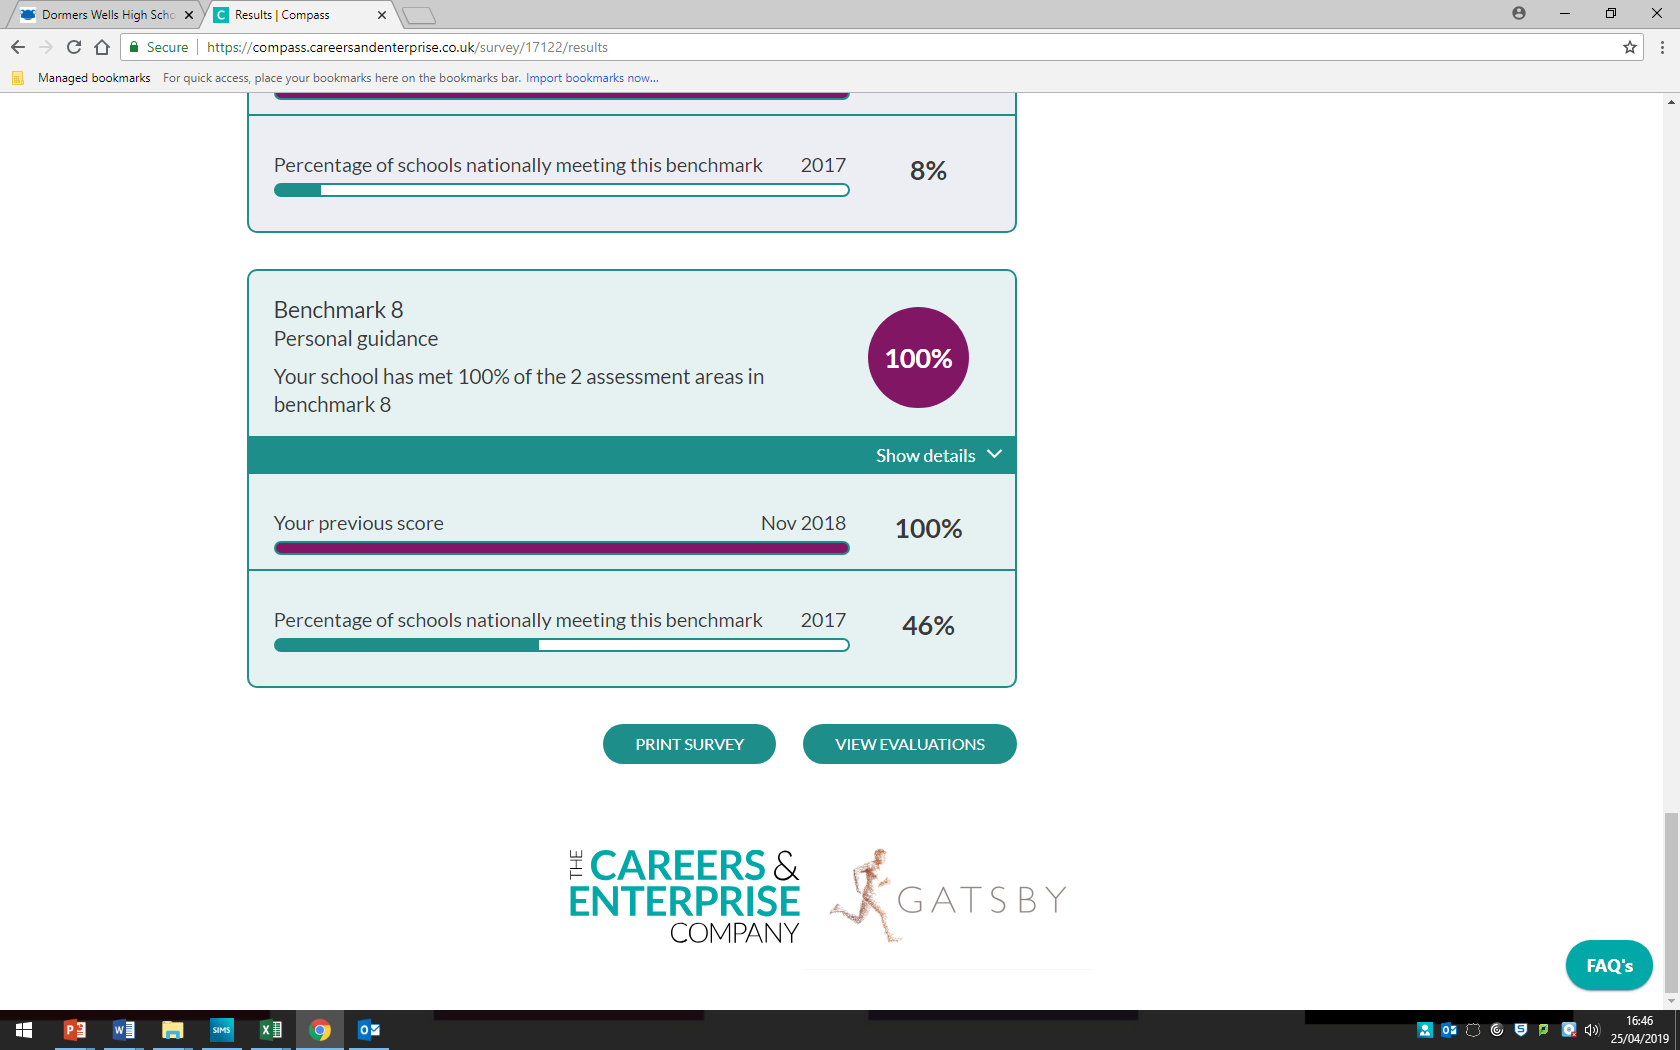 Dormers Wells High Scho
Results | Compass
Secure
https://compass.careersandenterprise.co.uk/survey/17122/results
Managed bookmarks For quick access, place your bookmarks here on the bookmarks bar. Import bookmarks now...
Percentage of schools nationally meeting this benchmark 2017 8%
Benchmark 8
Personal guidance
Your school has met 100% of the 2 assessment areas in
benchmark 8
100%
Show details
Your previous score Nov 2018 100%
Percentage of schools nationally meeting this benchmark 2017 46%
PRINT SURVEY VIEW EVALUATIONS
THE CAREERS &
ENTERPRISE
COMPANY
GATSBY
FAQ's
SIMS
16:46
25/04/2019